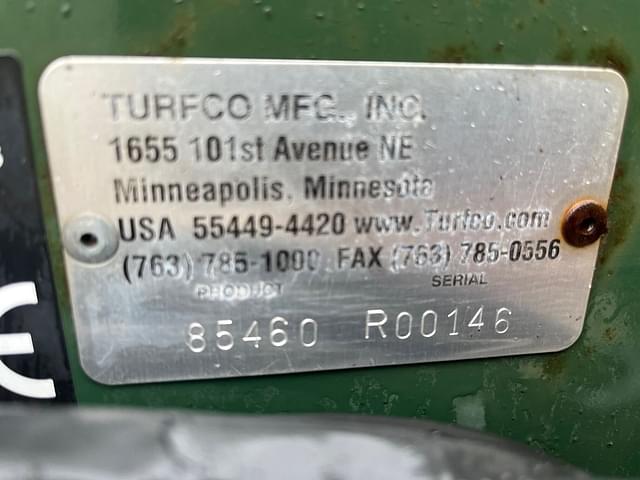 TURFCO MFG., INC.
1655 101st Avenue NE
Minneapolis, Minnesota
USA 55449-4420 www.Turfco.com
(763) 785-1000 FAX (763) 785-0556
PRODUCT SERIAL
85460 R00146
CE